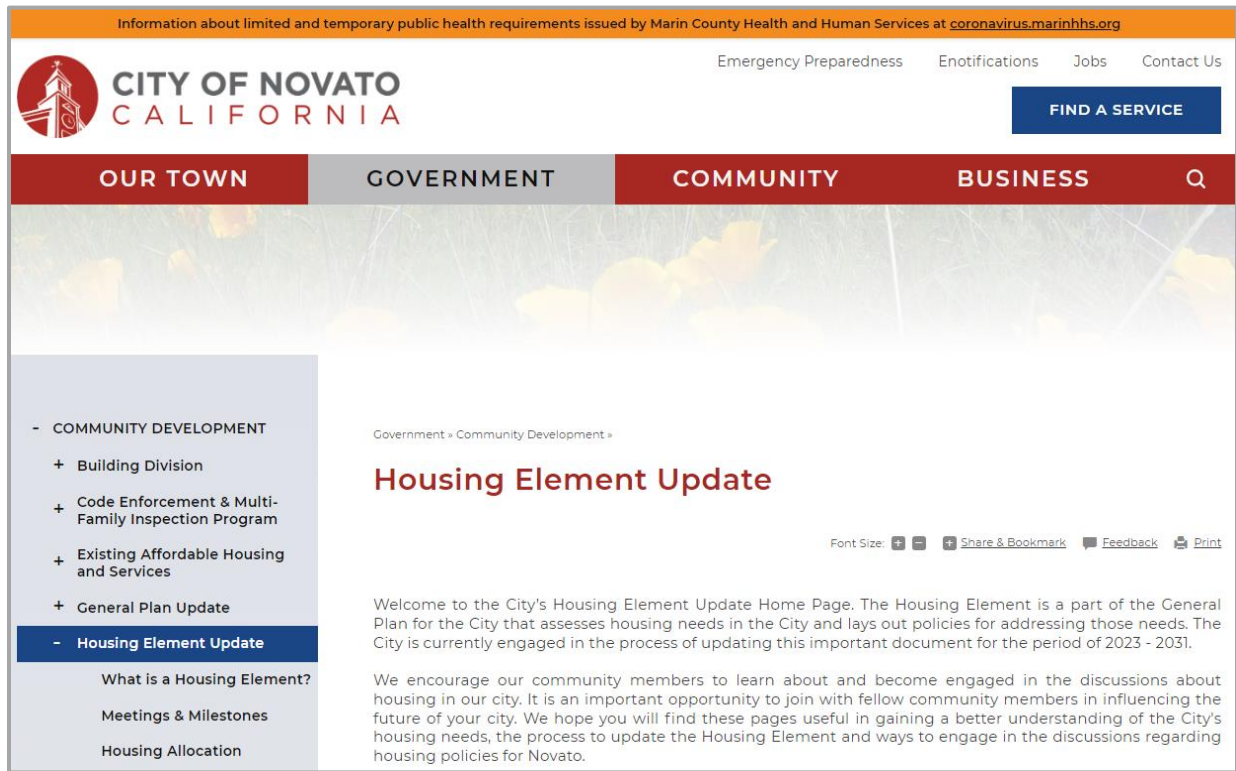 Information about limited and temporary public health requirements issued by Marin County Health and Human Services at coronavirus.marinhhs.org
Emergency Preparedness Enotifications Jobs Contact Us
CITY OF NOVATO
CALIFORNIA
FIND A SERVICE
OUR TOWN GOVERNMENT COMMUNITY BUSINESS
- COMMUNITY DEVELOPMENT
+ Building Division
+ Code Enforcement & Multi-
Family Inspection Program
+ Existing Affordable Housing
and Services
+ General Plan Update
- Housing Element Update
What is a Housing Element?
Meetings & Milestones
Housing Allocation
Government » Community Development »
Housing Element Update
Font Size: + - + Share & Bookmark Feedback Print
Welcome to the City's Housing Element Update Home Page. The Housing Element is a part of the General
Plan for the City that assesses housing needs in the City and lays out policies for addressing those needs. The
City is currently engaged in the process of updating this important document for the period of 2023 - 2031.
We encourage our community members to learn about and become engaged in the discussions about
housing in our city. It is an important opportunity to join with fellow community members in influencing the
future of your city. We hope you will find these pages useful in gaining a better understanding of the City's
housing needs, the process to update the Housing Element and ways to engage in the discussions regarding
housing policies for Novato.